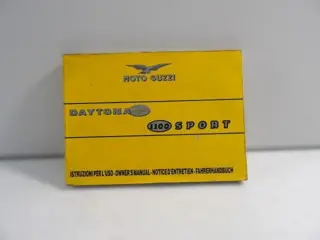 MOTO GUZZI
DAYTONA
1100 SPORT
ISTRUZIONI PER L'USO-OWNER'S MANUAL-NOTICE D'ENTRETIEN-FAHRERHANDBUCH